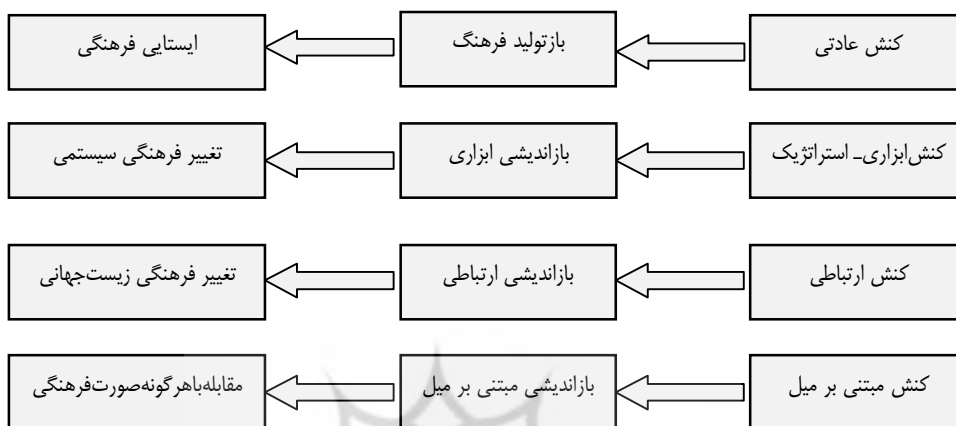 کنش عادتی
بازتولید فرهنگ
ایستایی فرهنگی
کنش‌ابزاری‌ـ استراتژیک
بازاندیشی ابزاری
تغییر فرهنگی سیستمی
کنش ارتباطی
بازاندیشی ارتباطی
تغییر فرهنگی زیست‌جهانی
کنش مبتنی بر میل
بازاندیشی مبتنی بر میل
مقابله‌باهرگونه‌صورت‌فرهنگی